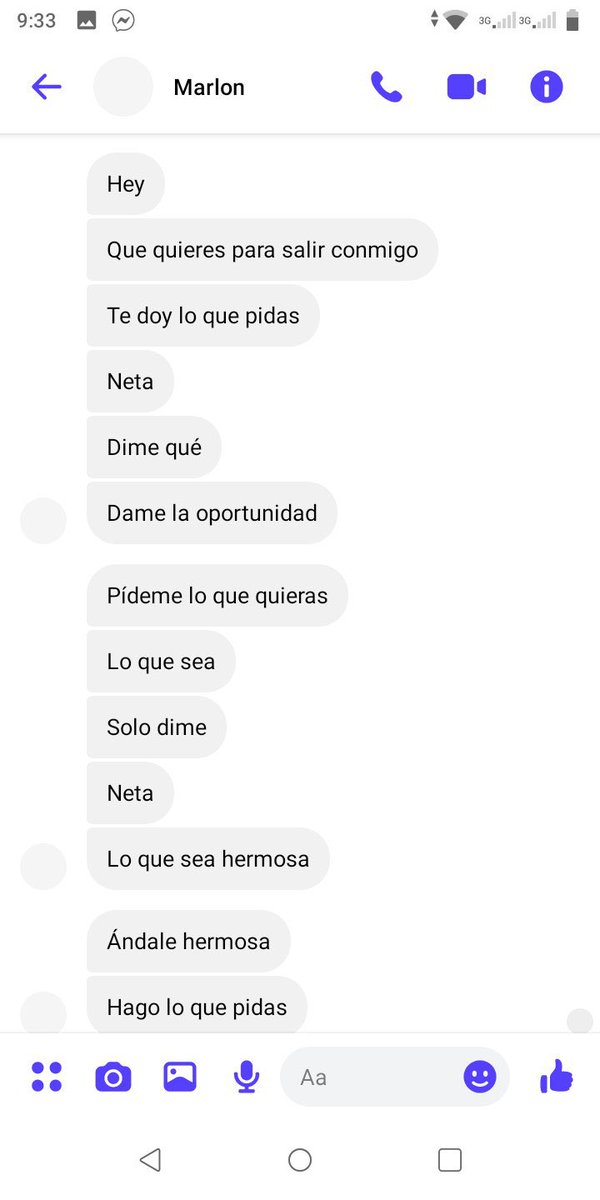 9:33
3G
3G
Marlon
Hey
Que quieres para salir conmigo
Te doy lo que pidas
Neta
Dime qué
Dame la oportunidad
Pídeme lo que quieras
Lo que sea
Solo dime
Neta
Lo que sea hermosa
Ándale hermosa
Hago lo que pidas
Aa